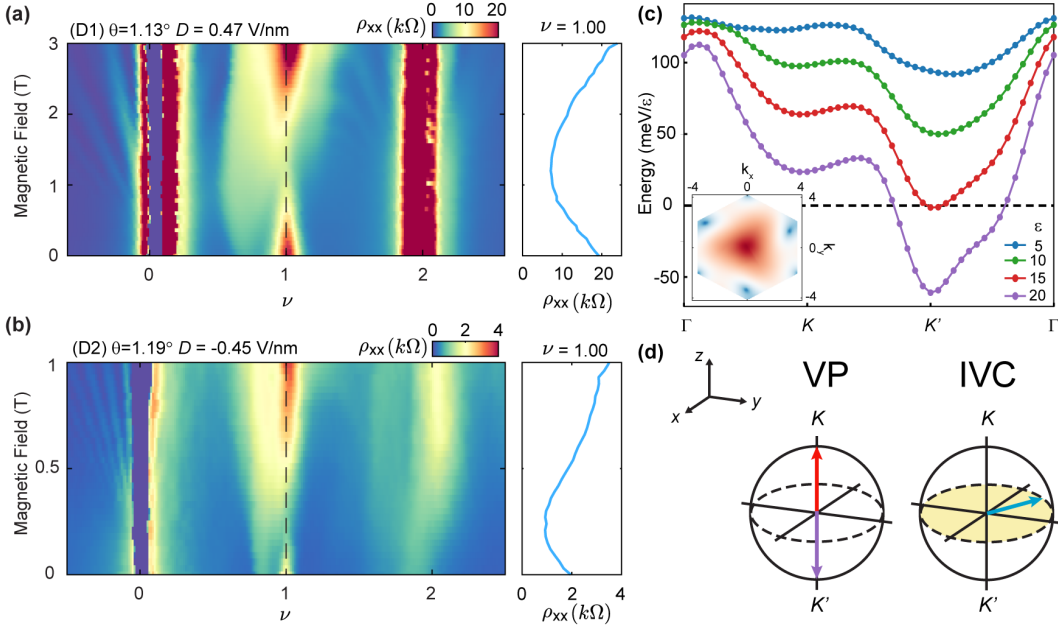 (a)
(D1) θ=1.13° D = 0.47 V/nm
ρxx (kΩ)
0 10 20
ν = 1.00
Magnetic Field (T)
3
2
1
0
0 1 2
ν
0 10 20
ρxx (kΩ)
(b)
(D2) θ=1.19° D = -0.45 V/nm
ρxx (kΩ)
0 2 4
ν = 1.00
Magnetic Field (T)
1
0.5
0
0 1 2
ν
0 2 4
ρxx (kΩ)
(c)
Energy (meV/ε)
100
50
0
-50
kx
-4 0 4
4
0
-4
ky
ε
5
10
15
20
Γ K K’ Γ
(d)
z
x
y
VP
IVC
K
K
K’
K’